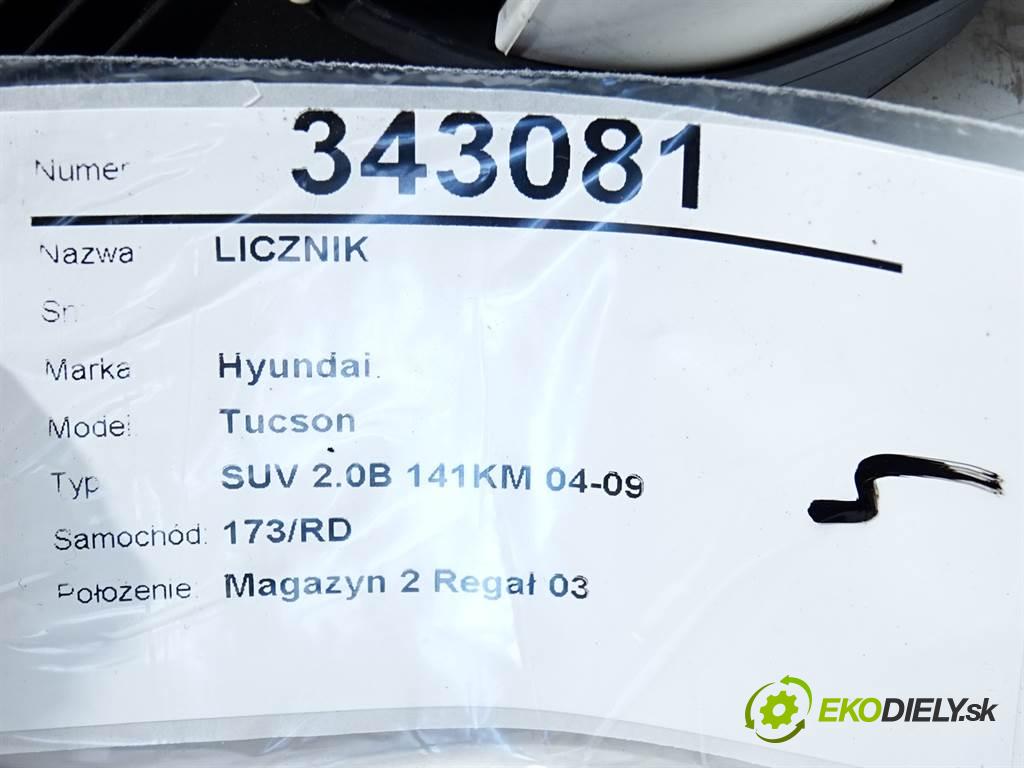 Numer 343081
Nazwa LICZNIK
Sn
Marka Hyundai
Model Tucson
Typ SUV 2.0B 141KM 04-09
Samochód: 173/RD
Położenie Magazyn 2 Regał 03
EKODIELY.sk